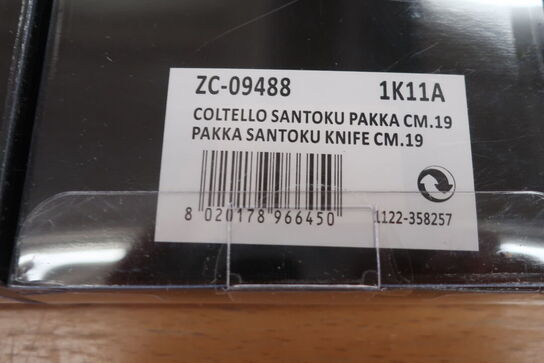 ZC-09488 1K11A
COLTELLO SANTOKU PAKKA CM.19
PAKKA SANTOKU KNIFE CM.19
8 020178 966450 1122-358257